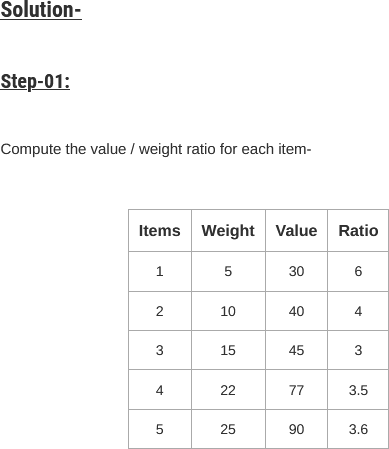 Solution-
Step-01:
Compute the value / weight ratio for each item-
Items Weight Value Ratio
1 5 30 6
2 10 40 4
3 15 45 3
4 22 77 3.5
5 25 90 3.6